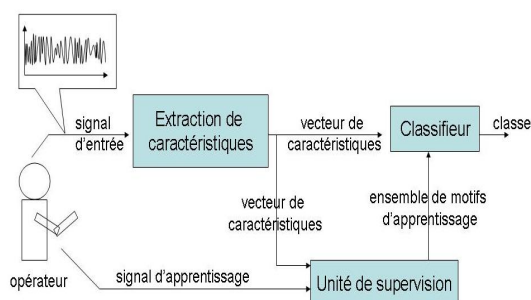 signal
d'entrée
Extraction de
caractéristiques
vecteur de
caractéristiques
Classifieur
classe
vecteur de
caractéristiques
ensemble de motifs
d'apprentissage
opérateur
signal d'apprentissage
Unité de supervision